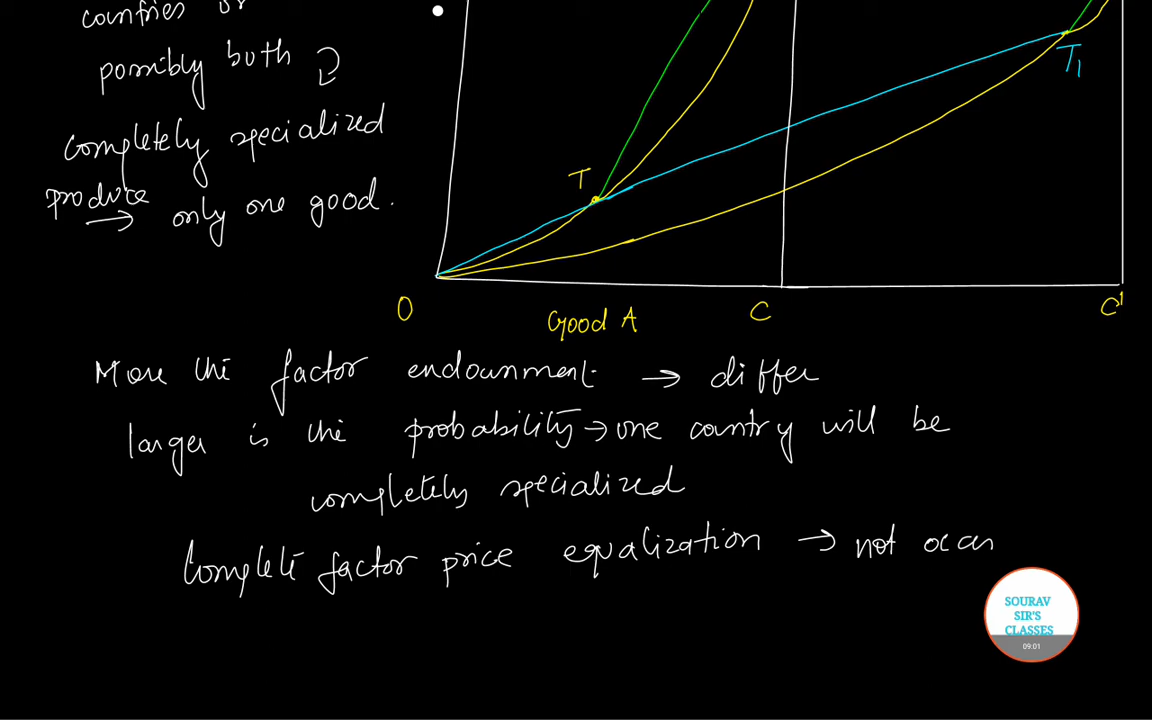 countries or
possibly both ?
completely specialized
produce
→ only one good.
T
T1
O
Good A
C
C'
More the factor endownment → differ
larger is the probability → one country will be
completely specialized
Complete factor price equalization → not occur
SOURAV
SIR'S
CLASSES
09:01